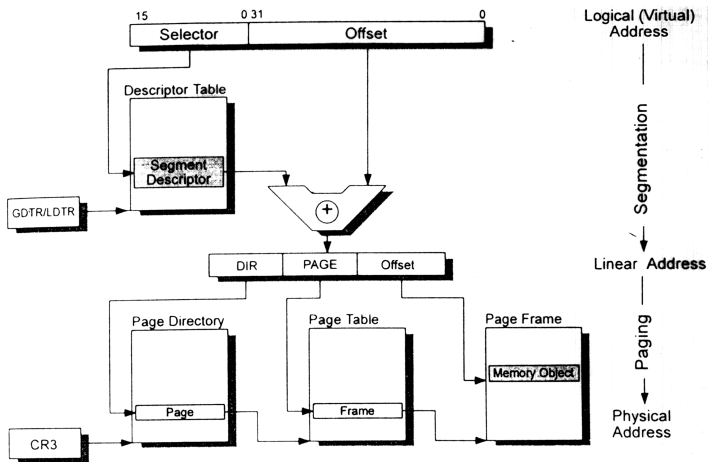 15
0 31
0
Selector
Offset
Logical (Virtual)
Address
Descriptor Table
Segment
Descriptor
GDTR/LDTR
+
Segmentation
DIR
PAGE
Offset
Linear Address
Page Directory
Page Table
Page Frame
Memory Object
Page
Frame
Paging
Physical
Address
CR3